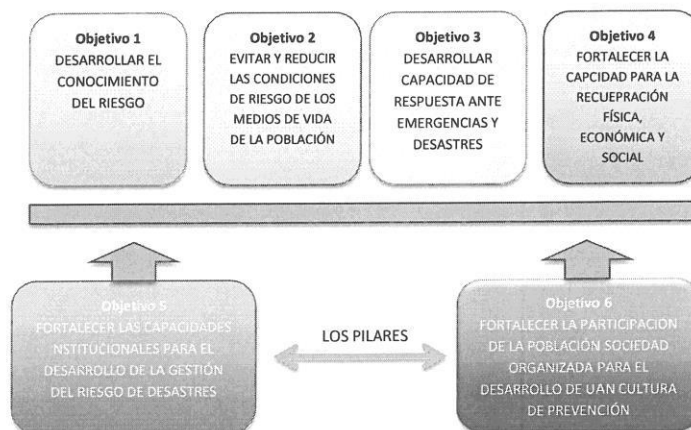 Objetivo 1
DESARROLLAR EL
CONOCIMIENTO
DEL RIESGO
Objetivo 2
EVITAR Y REDUCIR
LAS CONDICIONES
DE RIESGO DE LOS
MEDIOS DE VIDA
DE LA POBLACIÓN
Objetivo 3
DESARROLLAR
CAPACIDAD DE
RESPUESTA ANTE
EMERGENCIAS Y
DESASTRES
Objetivo 4
FORTALECER LA
CAPCIDAD PARA LA
RECUEPRACIÓN
FÍSICA,
ECONÓMICA Y
SOCIAL
Objetivo 5
FORTALECER LAS CAPACIDADES
NSTITUCIONALES PARA EL
DESARROLLO DE LA GESTIÓN
DEL RIESGO DE DESASTRES
LOS PILARES
Objetivo 6
FORTALECER LA PARTICIPACION
DE LA POBLACIÓN SOCIEDAD
ORGANIZADA PARA EL
DESARROLLO DE UAN CULTURA
DE PREVENCIÓN